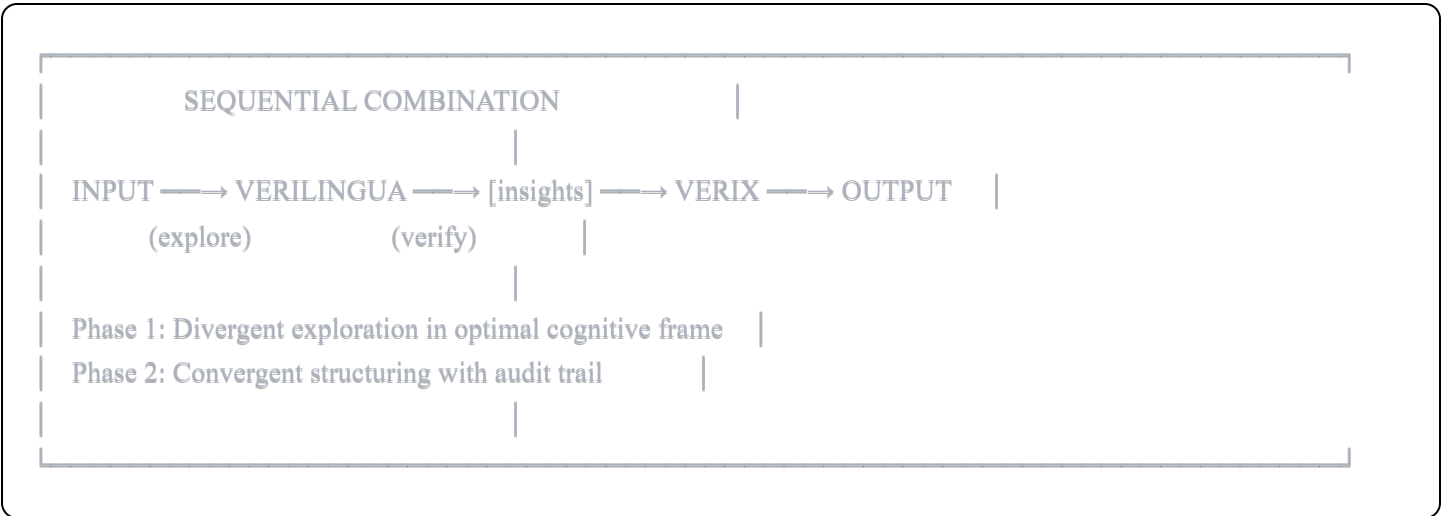 SEQUENTIAL COMBINATION
INPUT ──→ VERILINGUA ──→ [insights] ──→ VERIX ──→ OUTPUT
(explore) (verify)
Phase 1: Divergent exploration in optimal cognitive frame
Phase 2: Convergent structuring with audit trail